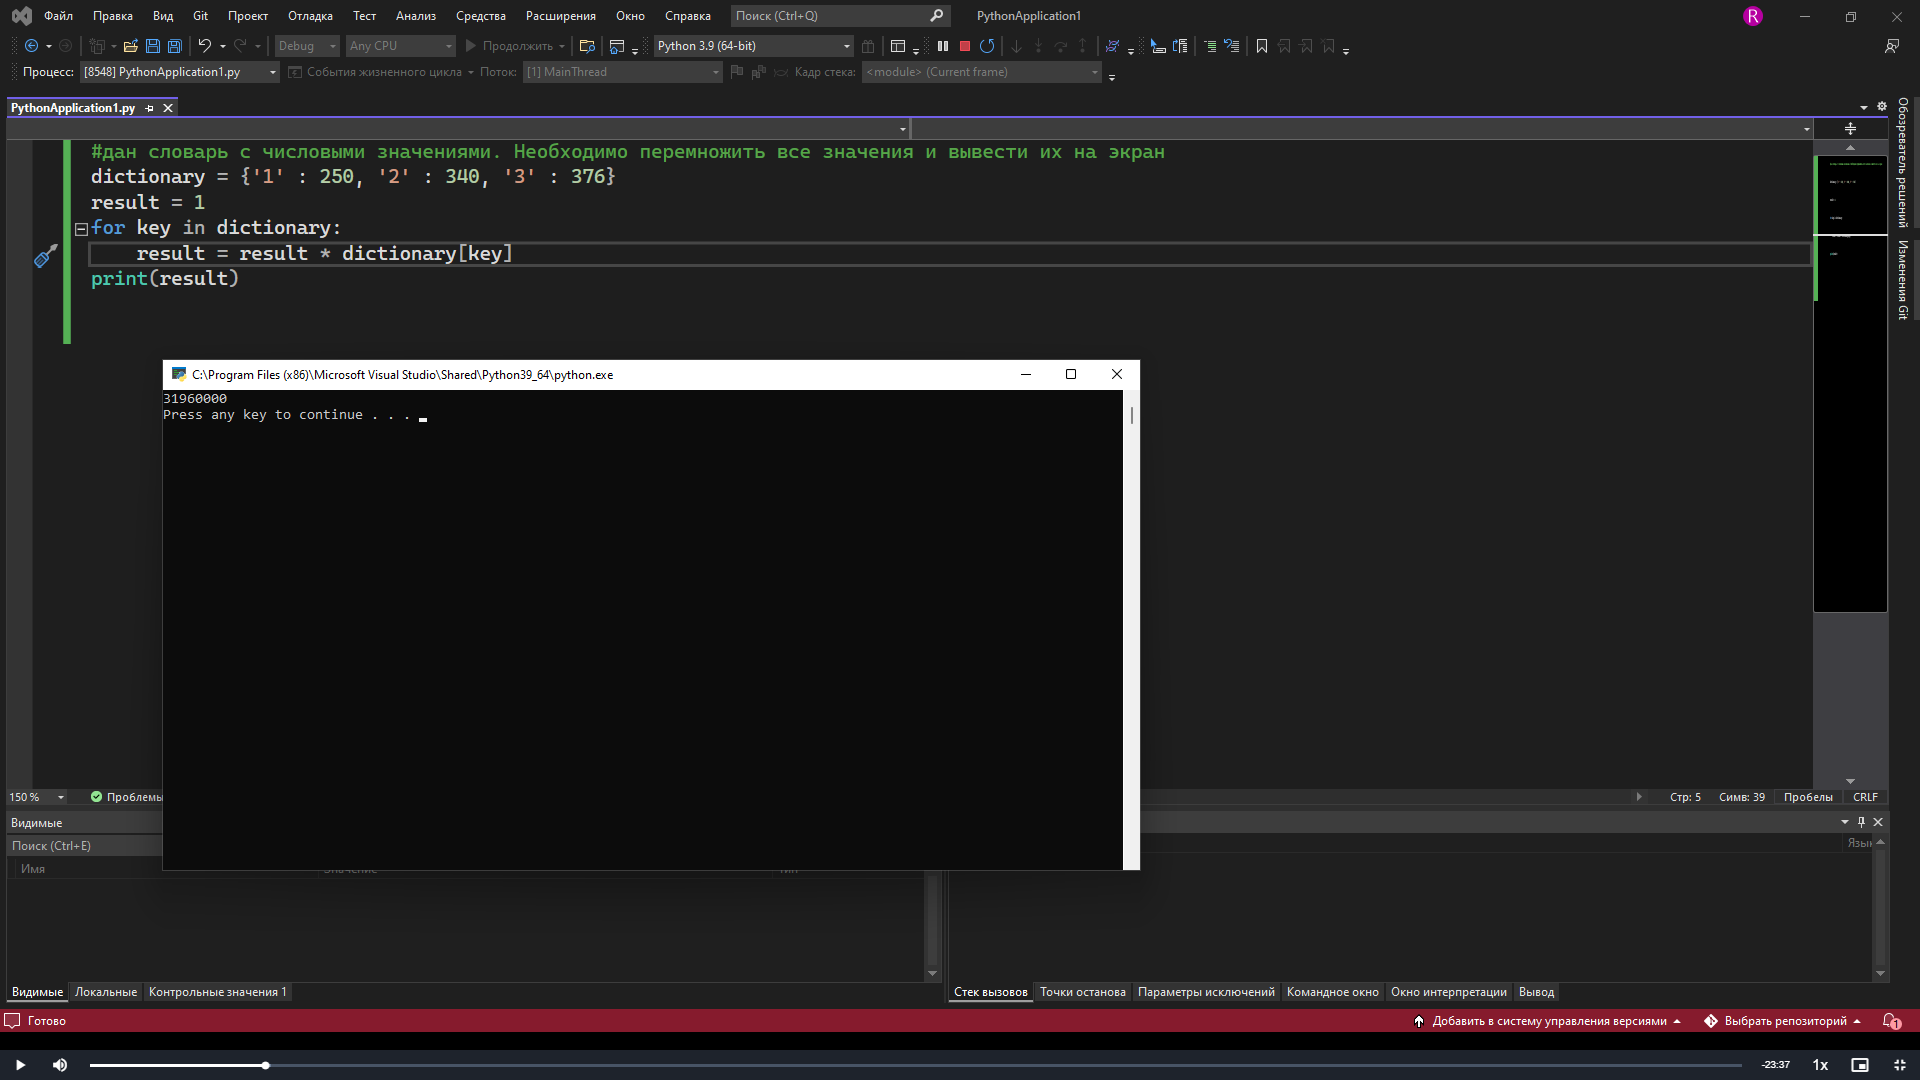 Файл Правка Вид Git Проект Отладка Тест Анализ Средства Расширения Окно Справка Поиск (Ctrl+Q) PythonApplication1 R
Debug Any CPU Продолжить Python 3.9 (64-bit)
Процесс: [8548] PythonApplication1.py События жизненного цикла Поток: [1] MainThread Кадр стека: <module> (Current frame)
PythonApplication1.py
#дан словарь с числовыми значениями. Необходимо перемножить все значения и вывести их на экран
dictionary = {'1' : 250, '2' : 340, '3' : 376}
result = 1
for key in dictionary:
result = result * dictionary[key]
print(result)
Обозреватель решений
Изменения Git
C:\Program Files (x86)\Microsoft Visual Studio\Shared\Python39_64\python.exe
31960000
Press any key to continue . . .
150 % Проблемы Стр: 5 Симв: 39 Пробелы CRLF
Видимые
Поиск (Ctrl+E)
Имя Значение Тип
Видимые Локальные Контрольные значения 1
Стек вызовов Точки останова Параметры исключений Командное окно Окно интерпретации Вывод
Готово Добавить в систему управления версиями Выбрать репозиторий 1
-23:37 1x